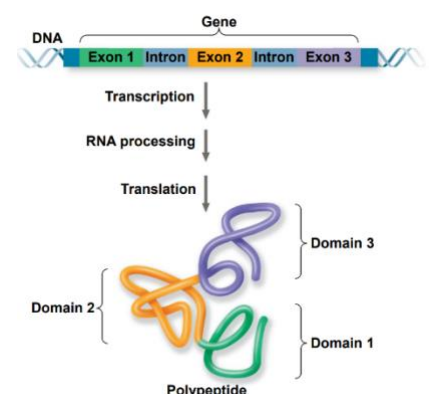 Gene
DNA
Exon 1 Intron Exon 2 Intron Exon 3
Transcription
RNA processing
Translation
Domain 3
Domain 2
Domain 1
Polypeptide